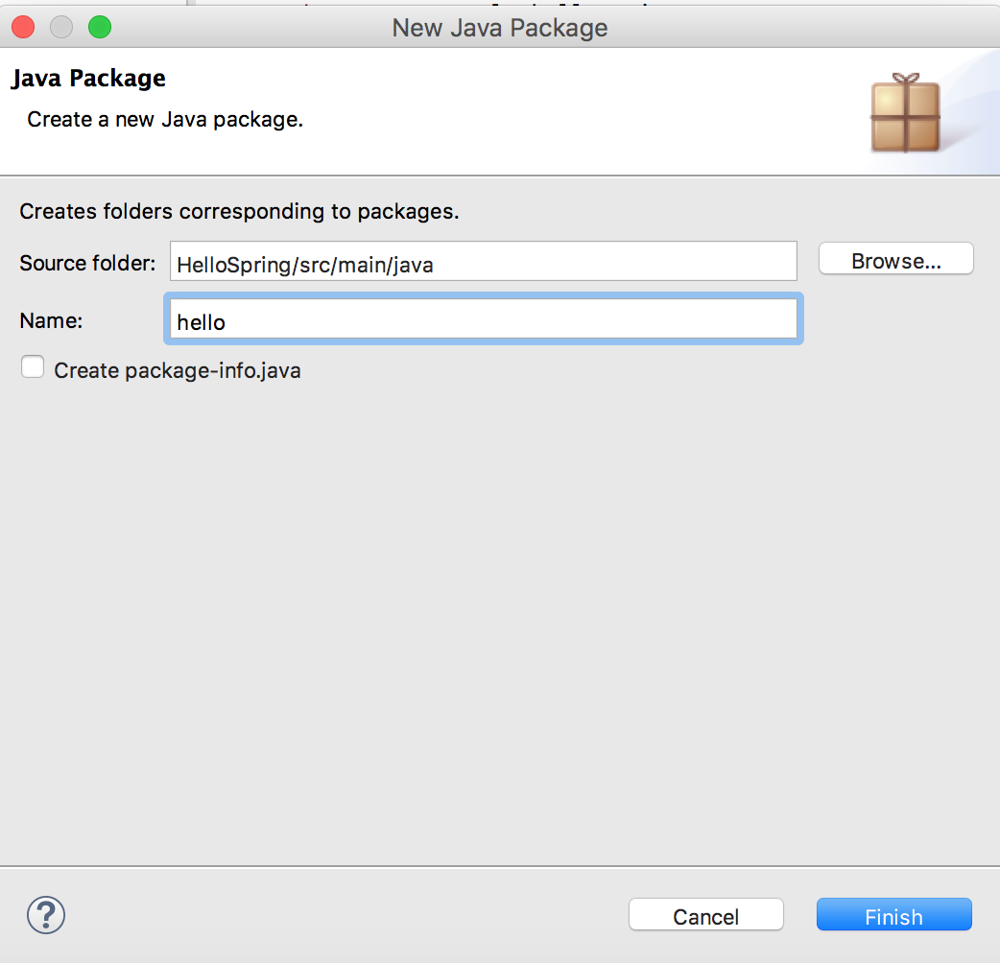 New Java Package
Java Package
Create a new Java package.
Creates folders corresponding to packages.
Source folder: HelloSpring/src/main/java Browse...
Name: hello
Create package-info.java
? Cancel Finish